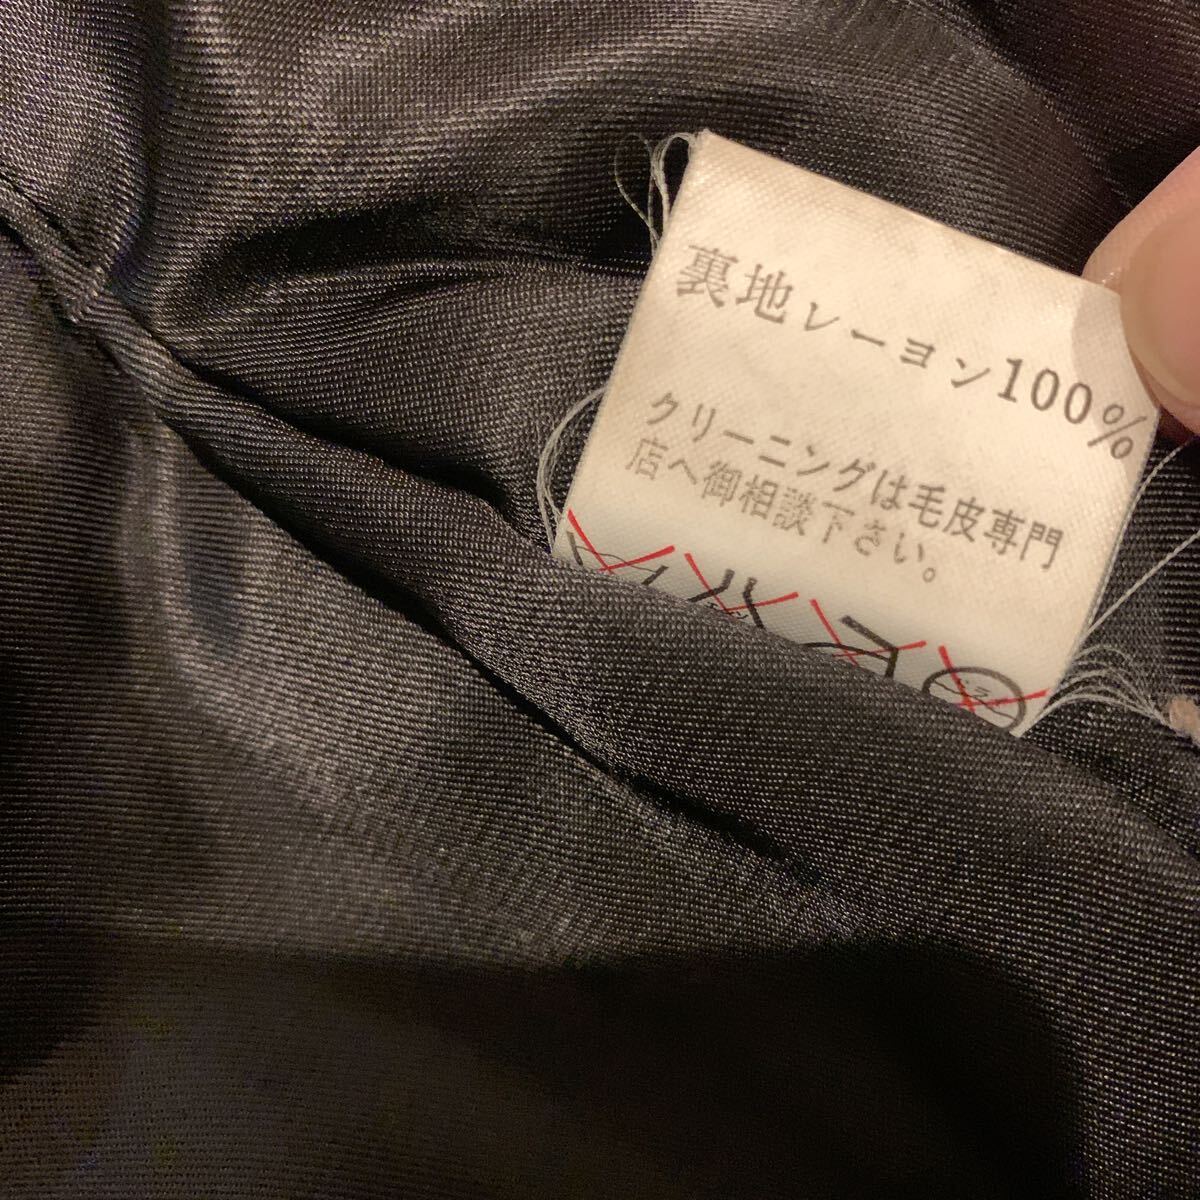 裏地レーヨン100%
クリーニングは毛皮専門
店へ御相談下さい。